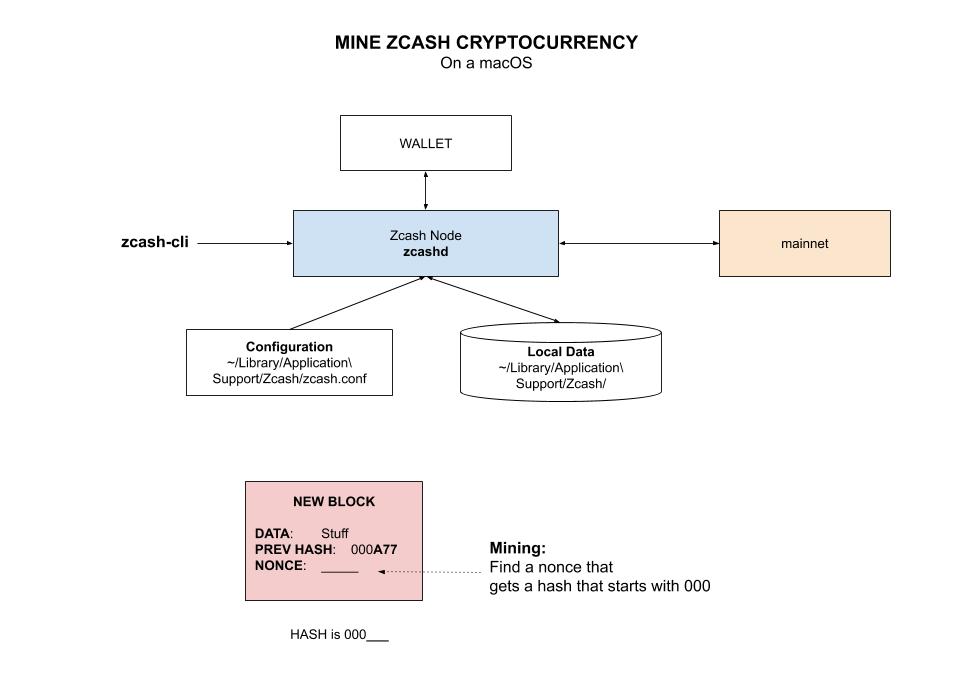 MINE ZCASH CRYPTOCURRENCY
On a macOS
WALLET
zcash-cli
Zcash Node
zcashd
mainnet
Configuration
~/Library/Application\
Support/Zcash/zcash.conf
Local Data
~/Library/Application\
Support/Zcash/
NEW BLOCK
DATA: Stuff
PREV HASH: 000A77
NONCE: _____
Mining:
Find a nonce that
gets a hash that starts with 000
HASH is 000___